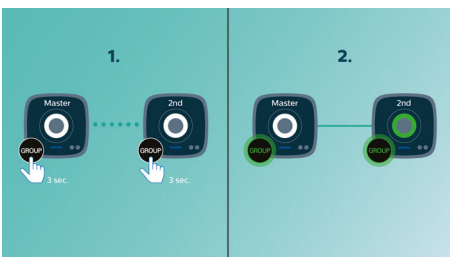 1.
Master
2nd
GROUP
GROUP
3 sec.
3 sec.
2.
Master
2nd
GROUP
GROUP